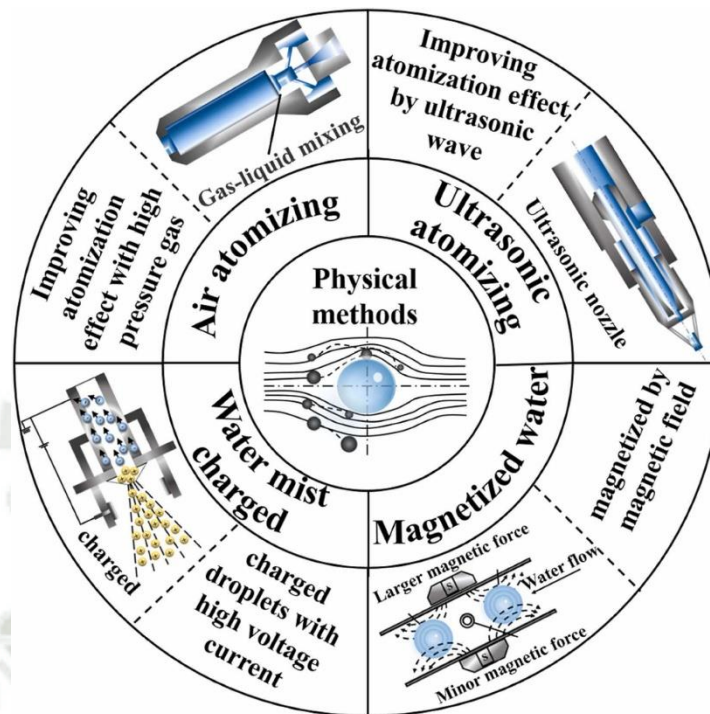 Physical
methods
Air atomizing
Ultrasonic
atomizing
Water mist
charged
Magnetized water
Gas-liquid mixing
Improving
atomization
effect with high
pressure gas
Improving
atomization effect
by ultrasonic
wave
Ultrasonic nozzle
magnetized by
magnetic field
Larger magnetic force
Water flow
S
S
Minor magnetic force
charged
charged
droplets with
high voltage
current